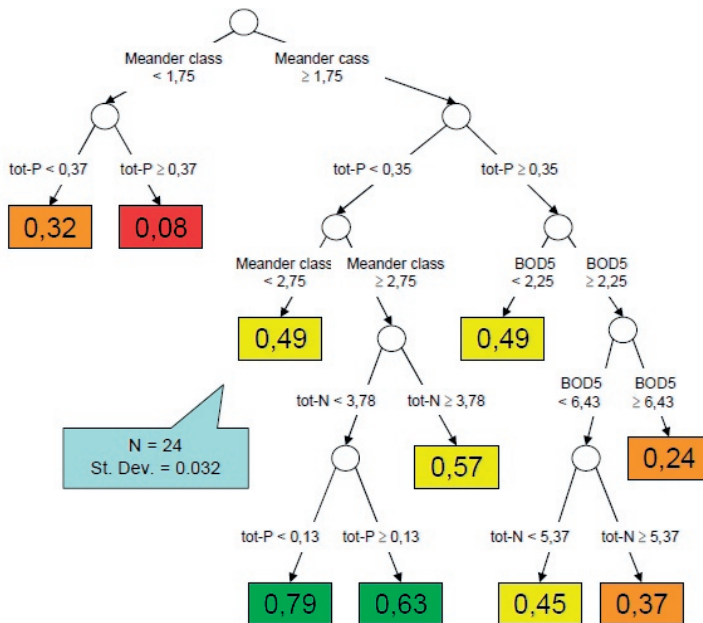 Meander class
< 1,75
Meander cass
≥ 1,75
tot-P < 0,37
tot-P ≥ 0,37
tot-P < 0,35
tot-P ≥ 0,35
0,32
0,08
Meander class
< 2,75
Meander class
≥ 2,75
BOD5
< 2,25
BOD5
≥ 2,25
0,49
0,49
tot-N < 3,78
tot-N ≥ 3,78
BOD5
< 6,43
BOD5
≥ 6,43
N = 24
St. Dev. = 0.032
0,57
0,24
tot-P < 0,13
tot-P ≥ 0,13
tot-N < 5,37
tot-N ≥ 5,37
0,79
0,63
0,45
0,37